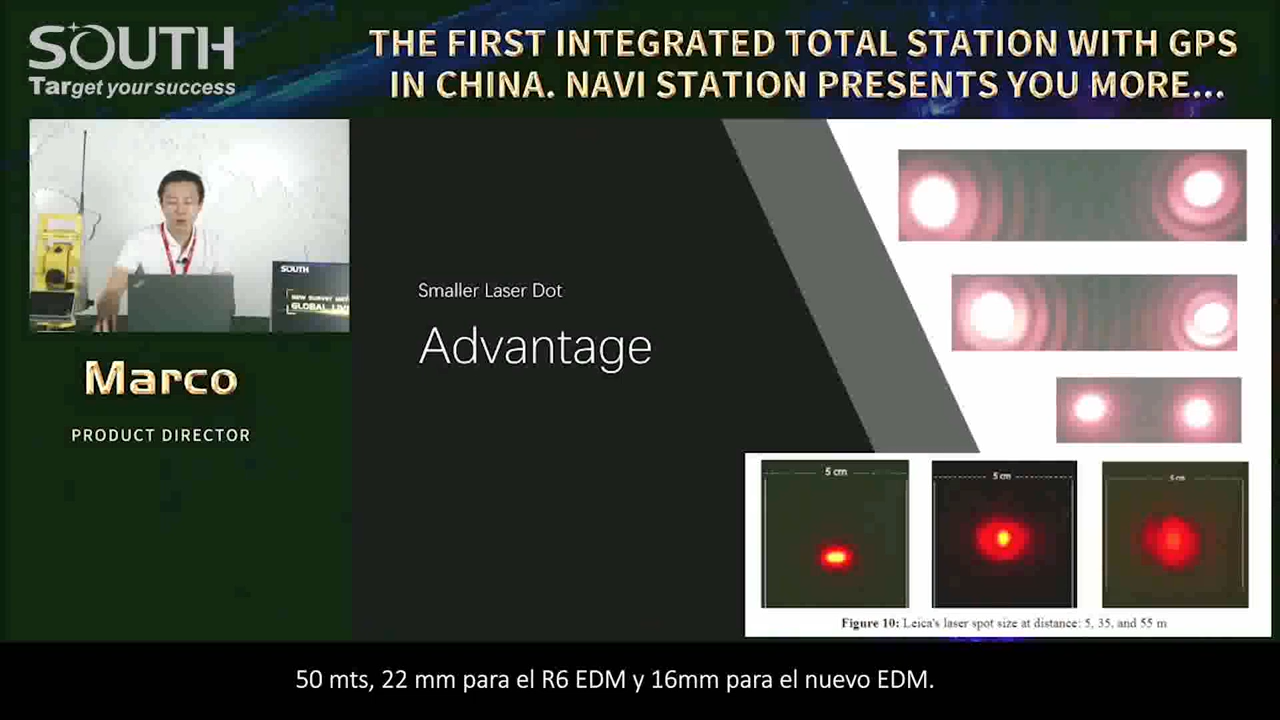 SOUTH
Target your success
THE FIRST INTEGRATED TOTAL STATION WITH GPS
IN CHINA. NAVI STATION PRESENTS YOU MORE...
SOUTH
GLOBAL
Marco
PRODUCT DIRECTOR
Smaller Laser Dot
Advantage
5 cm
5 cm
5 cm
Figure 10: Leica's laser spot size at distance: 5, 35, and 55 m
50 mts, 22 mm para el R6 EDM y 16mm para el nuevo EDM.